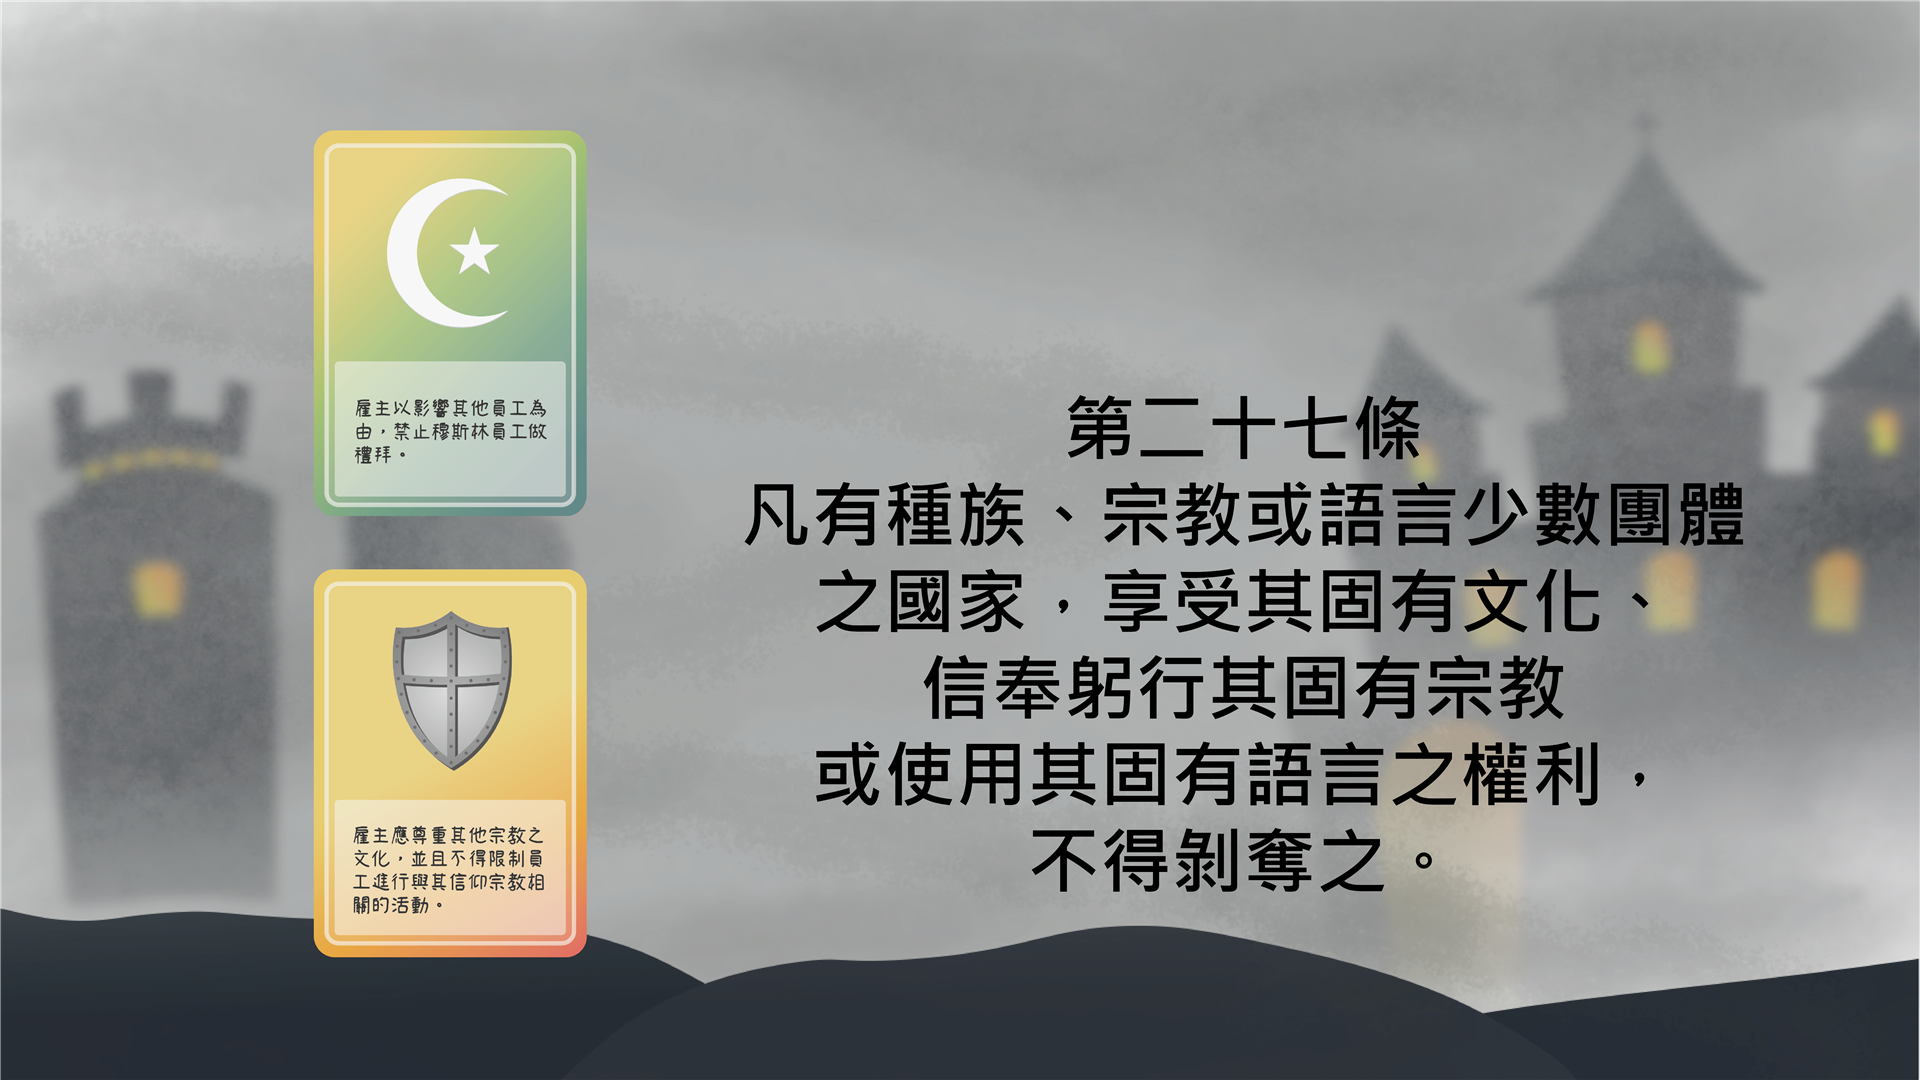 雇主以影響其他員工為
由，禁止穆斯林員工做
禮拜。
雇主應尊重其他宗教之
文化，並且不得限制員
工進行與其信仰宗教相
關的活動。
第二十七條
凡有種族、宗教或語言少數團體
之國家，享受其固有文化、
信奉躬行其固有宗教
或使用其固有語言之權利，
不得剝奪之。